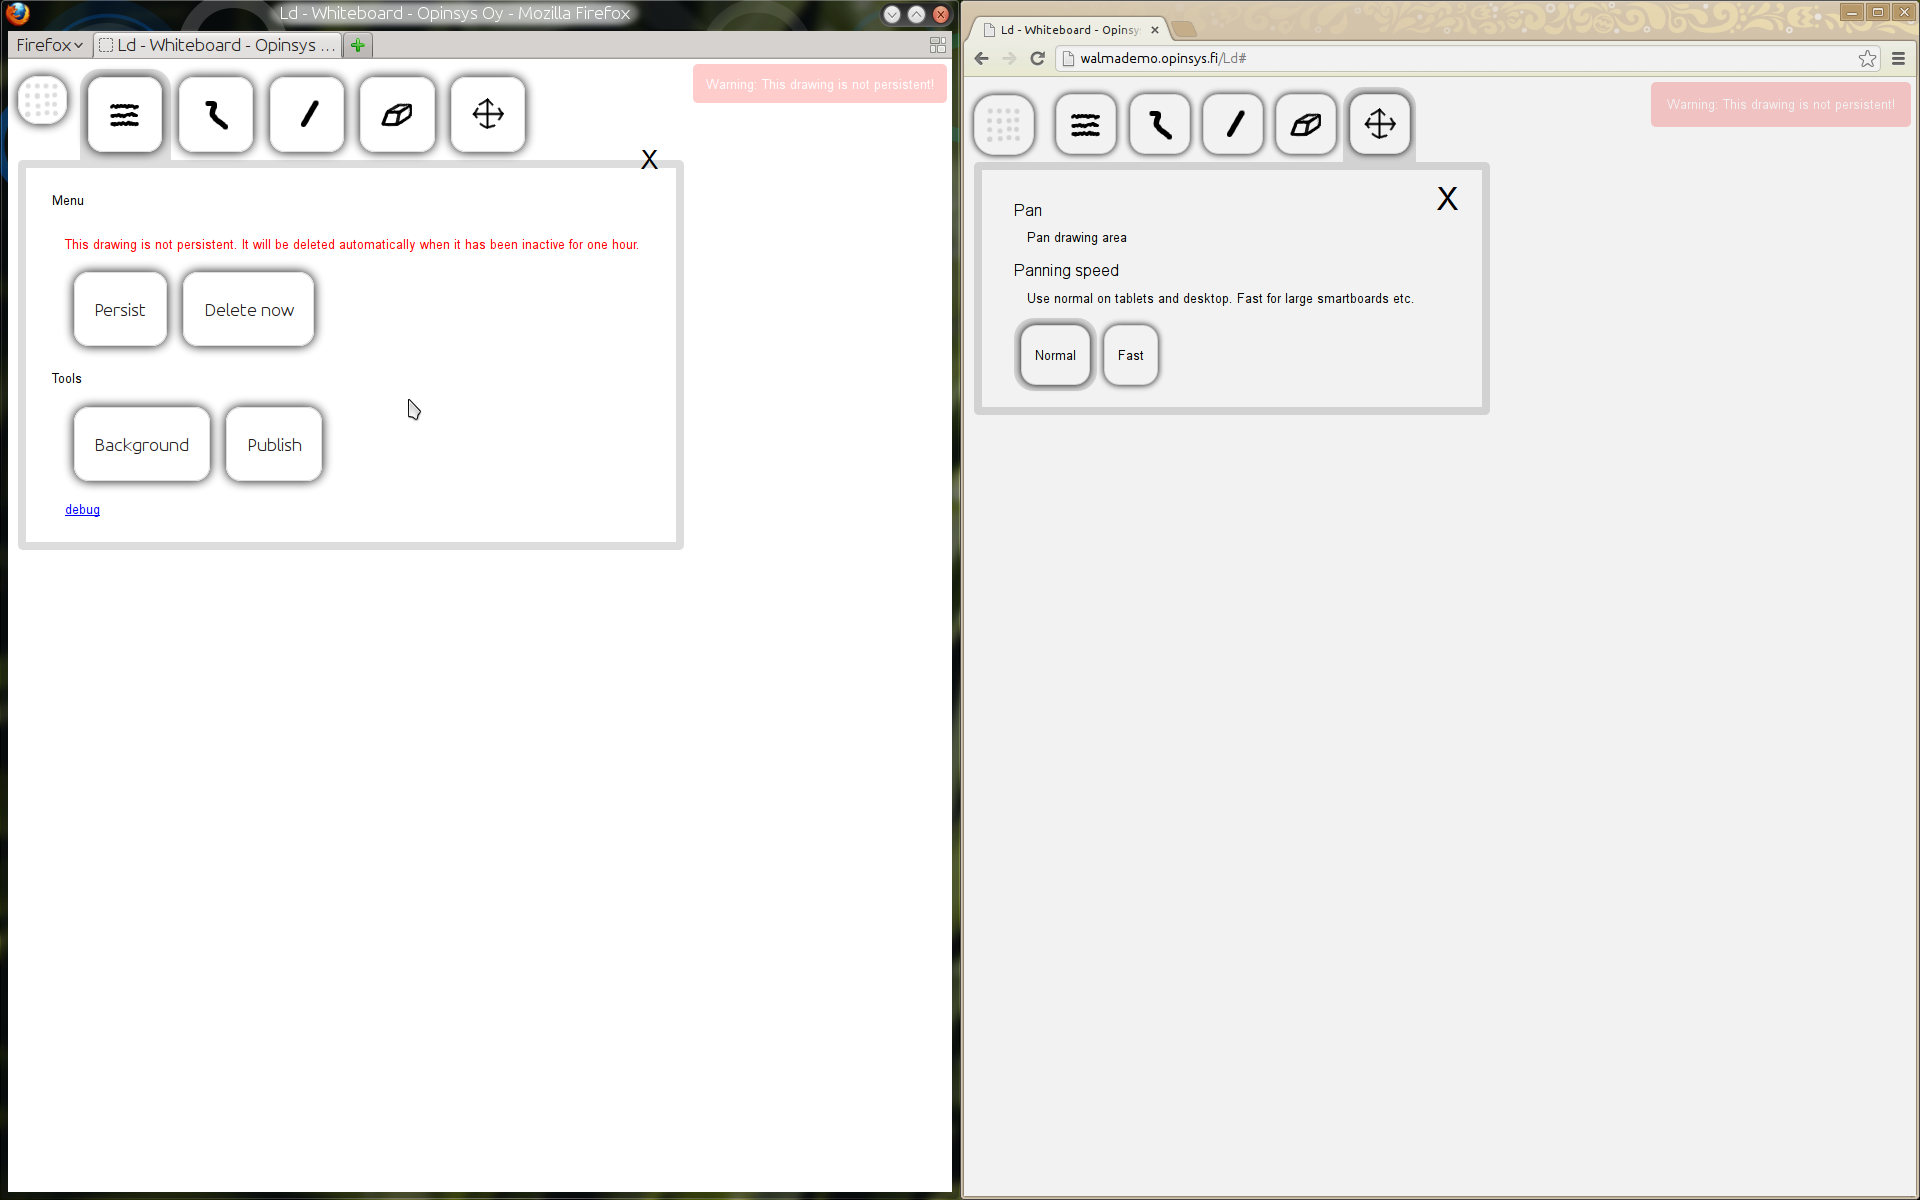 Ld - Whiteboard - Opinsys Oy - Mozilla Firefox
Firefox
Ld - Whiteboard - Opinsys ...
Warning: This drawing is not persistent!
X
Menu
This drawing is not persistent. It will be deleted automatically when it has been inactive for one hour.
Persist
Delete now
Tools
Background
Publish
debug
Ld - Whiteboard - Opinsy
walmademo.opinsys.fi/Ld#
Warning: This drawing is not persistent!
X
Pan
Pan drawing area
Panning speed
Use normal on tablets and desktop. Fast for large smartboards etc.
Normal
Fast